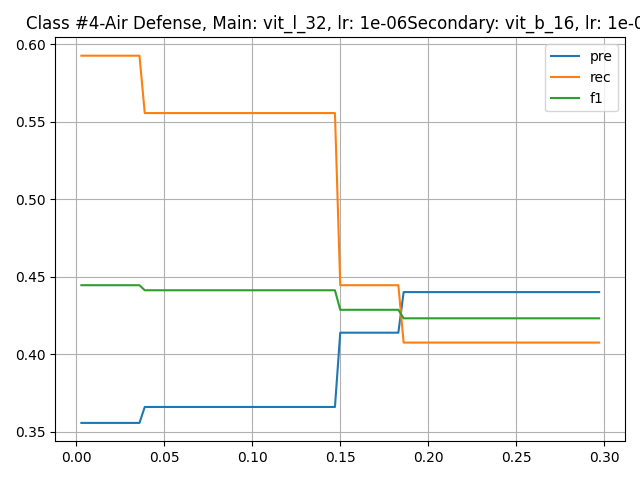 Class #4-Air Defense, Main: vit_l_32, lr: 1e-06Secondary: vit_b_16, lr: 1e-0
pre
rec
f1
0.60
0.55
0.50
0.45
0.40
0.35
0.00 0.05 0.10 0.15 0.20 0.25 0.30